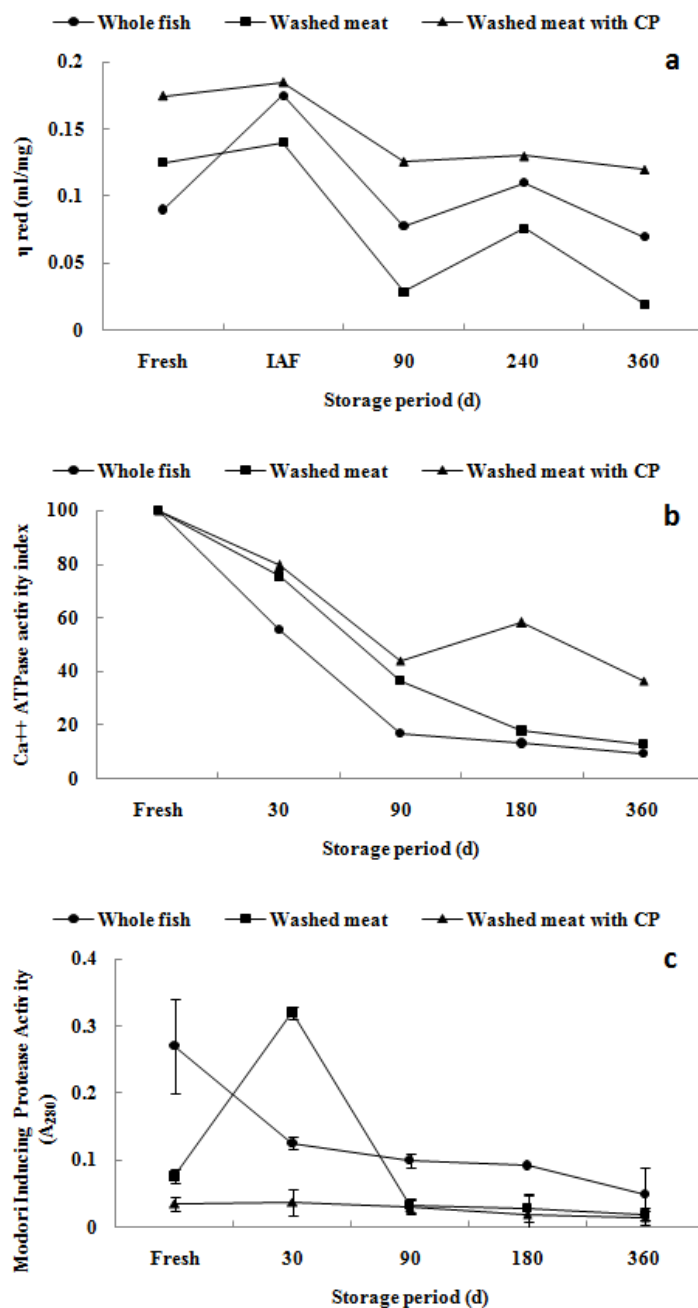 Whole fish Washed meat Washed meat with CP
a
0.2
0.15
0.1
0.05
0
η red (ml/mg)
Fresh IAF 90 240 360
Storage period (d)
Whole fish Washed meat Washed meat with CP
b
100
80
60
40
20
0
Ca++ ATPase activity index
Fresh 30 90 180 360
Storage period (d)
Whole fish Washed meat Washed meat with CP
c
0.4
0.3
0.2
0.1
0
Modori Inducing Protease Activity
(A280)
Fresh 30 90 180 360
Storage period (d)